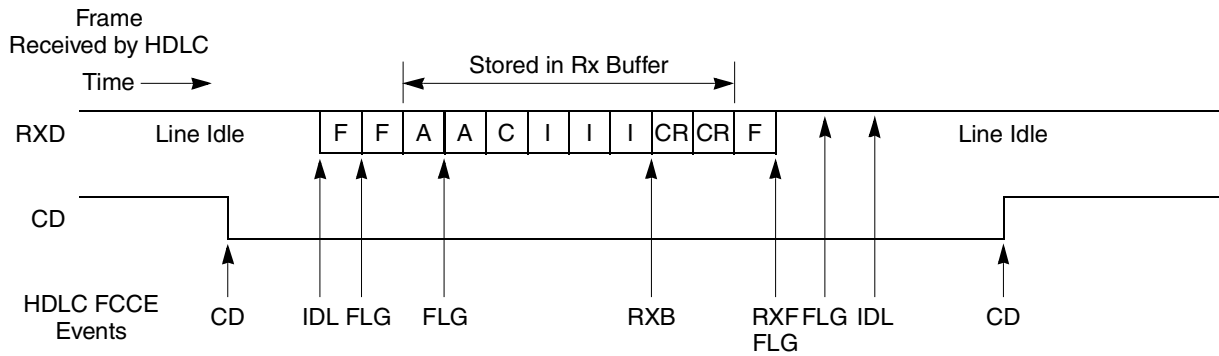 Frame
Received by HDLC
Stored in Rx Buffer
Time
RXD
Line Idle
F F A A C I I I CR CR F
Line Idle
CD
HDLC FCCE
Events
CD
IDL FLG
FLG
RXB
RXF FLG IDL
FLG
CD